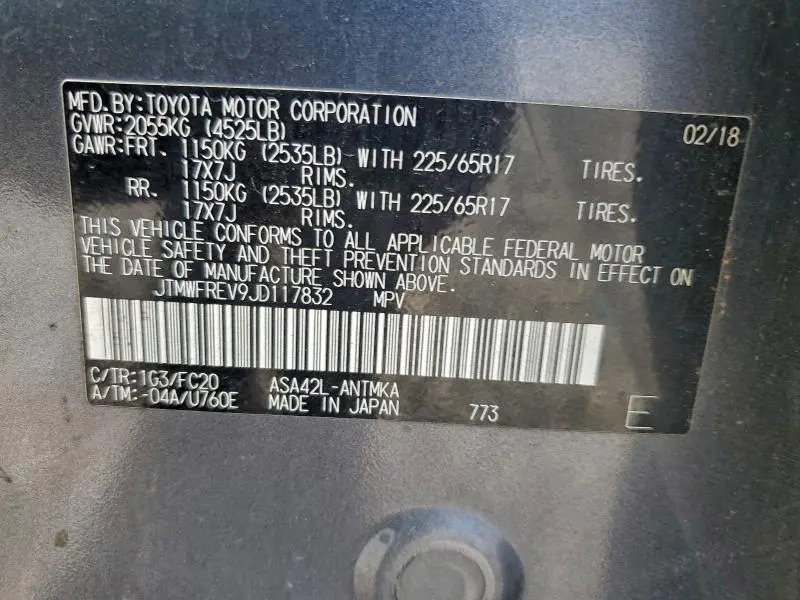 MFD.BY:TOYOTA MOTOR CORPORATION 02/18
GVWR:2055KG (4525LB)
GAWR:FRT. 1150KG (2535LB) WITH 225/65R17 TIRES.
17X7J RIMS.
RR. 1150KG (2535LB) WITH 225/65R17 TIRES.
17X7J RIMS.
THIS VEHICLE CONFORMS TO ALL APPLICABLE FEDERAL MOTOR
VEHICLE SAFETY AND THEFT PREVENTION STANDARDS IN EFFECT ON
THE DATE OF MANUFACTURE SHOWN ABOVE.
JTMWFREV9JD117832 MPV
C/TR:1G3/FC20 ASA42L-ANTMKA
A/TM:-04A/U760E MADE IN JAPAN 773 E